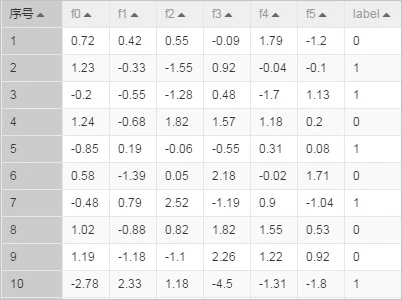 序号 f0 f1 f2 f3 f4 f5 label
1 0.72 0.42 0.55 -0.09 1.79 -1.2 0
2 1.23 -0.33 -1.55 0.92 -0.04 -0.1 1
3 -0.2 -0.55 -1.28 0.48 -1.7 1.13 1
4 1.24 -0.68 1.82 1.57 1.18 0.2 0
5 -0.85 0.19 -0.06 -0.55 0.31 0.08 1
6 0.58 -1.39 0.05 2.18 -0.02 1.71 0
7 -0.48 0.79 2.52 -1.19 0.9 -1.04 1
8 1.02 -0.88 0.82 1.82 1.55 0.53 0
9 1.19 -1.18 -1.1 2.26 1.22 0.92 0
10 -2.78 2.33 1.18 -4.5 -1.31 -1.8 1